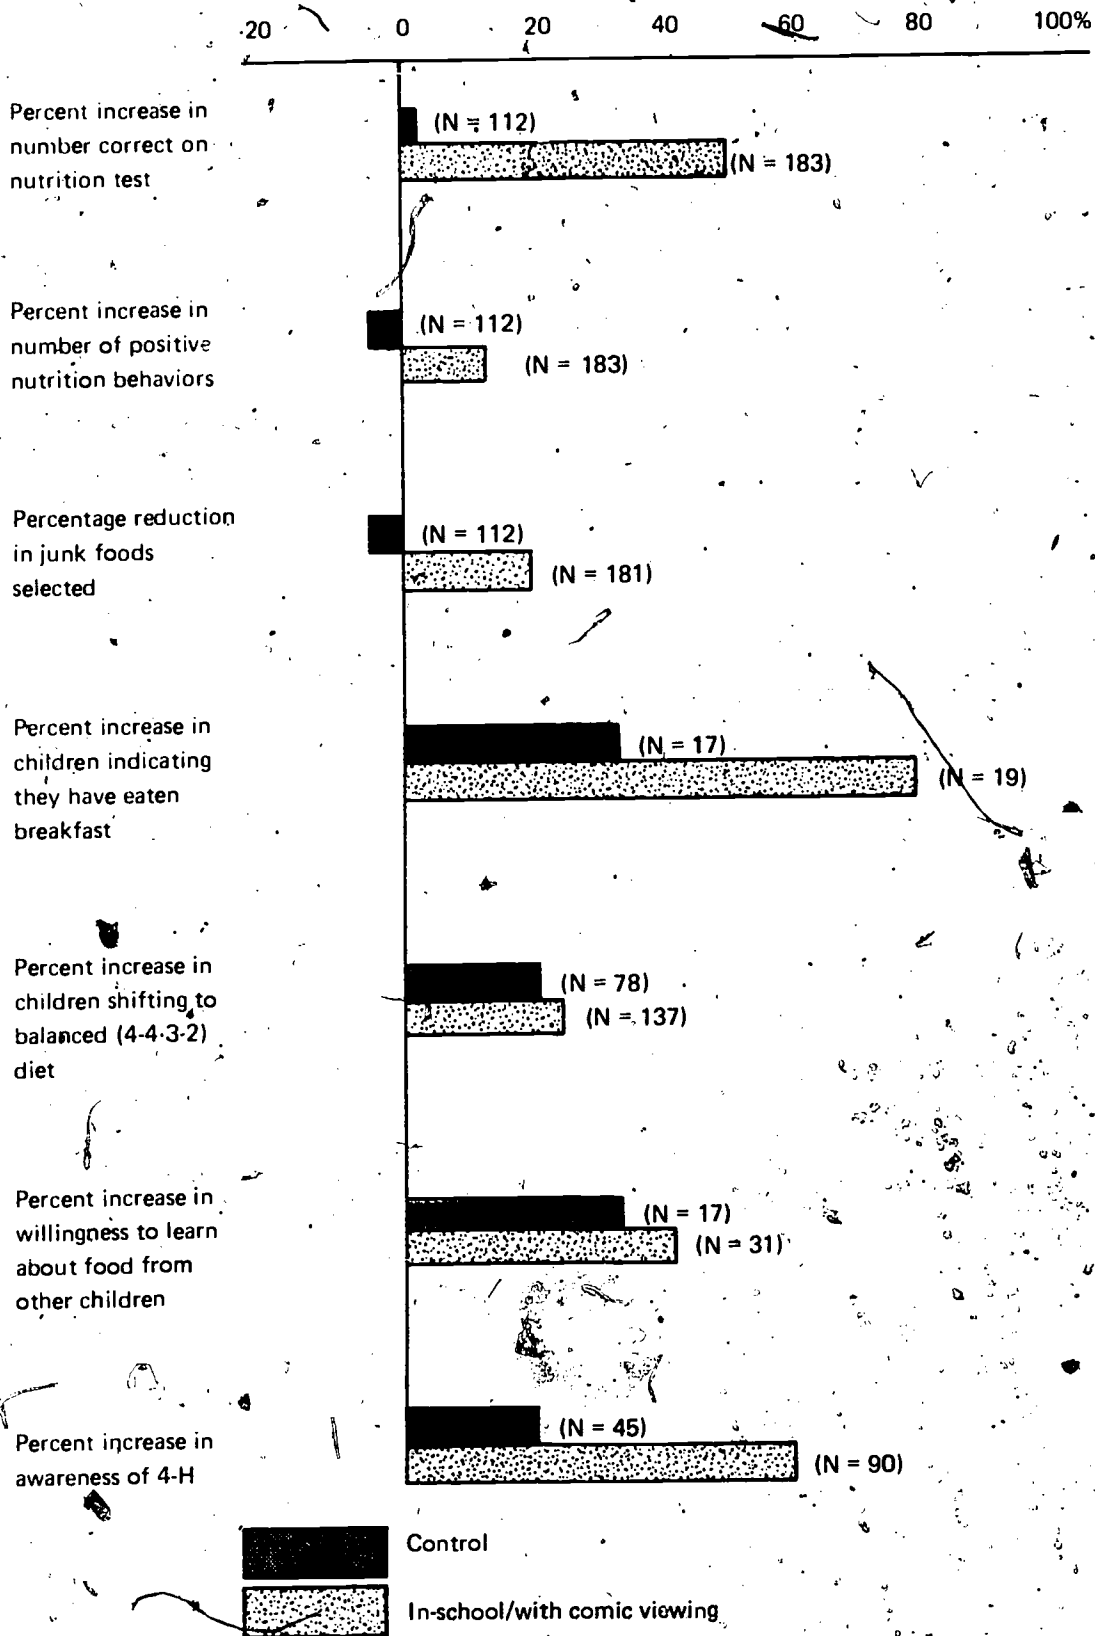 -20 0 20 40 60 80 100%
Percent increase in
number correct on
nutrition test
(N = 112)
(N = 183)
Percent increase in
number of positive
nutrition behaviors
(N = 112)
(N = 183)
Percentage reduction
in junk foods
selected
(N = 112)
(N = 181)
Percent increase in
children indicating
they have eaten
breakfast
(N = 17)
(N = 19)
Percent increase in
children shifting to
balanced (4-4-3-2)
diet
(N = 78)
(N = 137)
Percent increase in
willingness to learn
about food from
other children
(N = 17)
(N = 31)
Percent increase in
awareness of 4-H
(N = 45)
(N = 90)
Control
In-school/with comic viewing